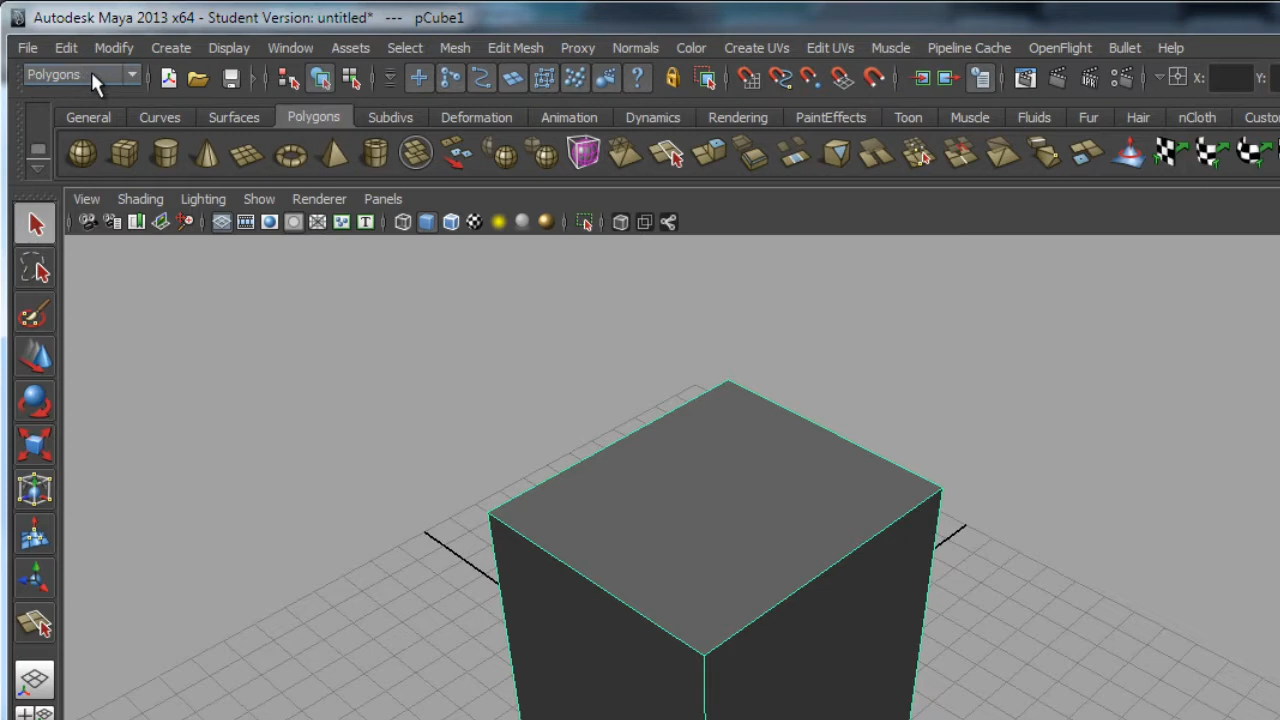 Autodesk Maya 2013 x64 - Student Version: untitled* --- pCube1
File Edit Modify Create Display Window Assets Select Mesh Edit Mesh Proxy Normals Color Create UVs Edit UVs Muscle Pipeline Cache OpenFlight Bullet Help
Polygons X: Y:
General Curves Surfaces Polygons Subdivs Deformation Animation Dynamics Rendering PaintEffects Toon Muscle Fluids Fur Hair nCloth Custo
View Shading Lighting Show Renderer Panels